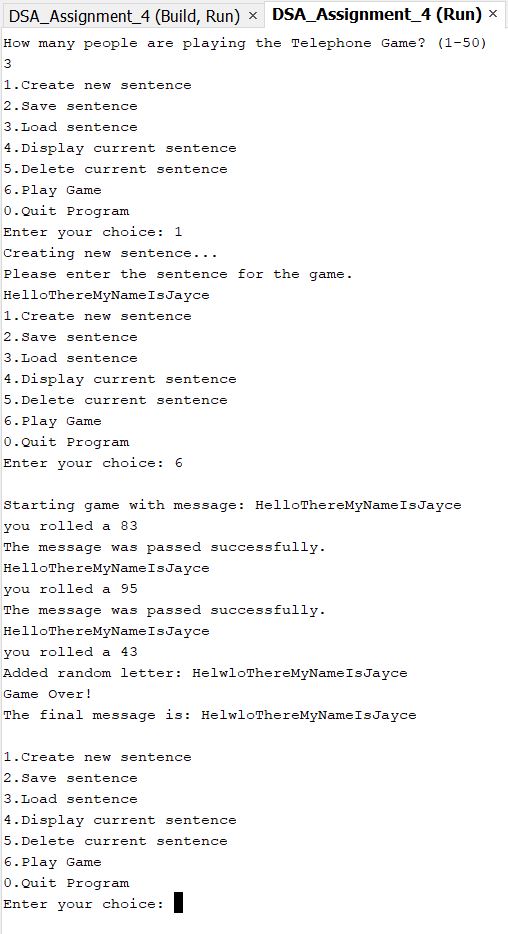 DSA_Assignment_4 (Build, Run) × DSA_Assignment_4 (Run) ×
How many people are playing the Telephone Game? (1-50)
3
1.Create new sentence
2.Save sentence
3.Load sentence
4.Display current sentence
5.Delete current sentence
6.Play Game
0.Quit Program
Enter your choice: 1
Creating new sentence...
Please enter the sentence for the game.
HelloThereMyNameIsJayce
1.Create new sentence
2.Save sentence
3.Load sentence
4.Display current sentence
5.Delete current sentence
6.Play Game
0.Quit Program
Enter your choice: 6
Starting game with message: HelloThereMyNameIsJayce
you rolled a 83
The message was passed successfully.
HelloThereMyNameIsJayce
you rolled a 95
The message was passed successfully.
HelloThereMyNameIsJayce
you rolled a 43
Added random letter: HelwloThereMyNameIsJayce
Game Over!
The final message is: HelwloThereMyNameIsJayce
1.Create new sentence
2.Save sentence
3.Load sentence
4.Display current sentence
5.Delete current sentence
6.Play Game
0.Quit Program
Enter your choice: